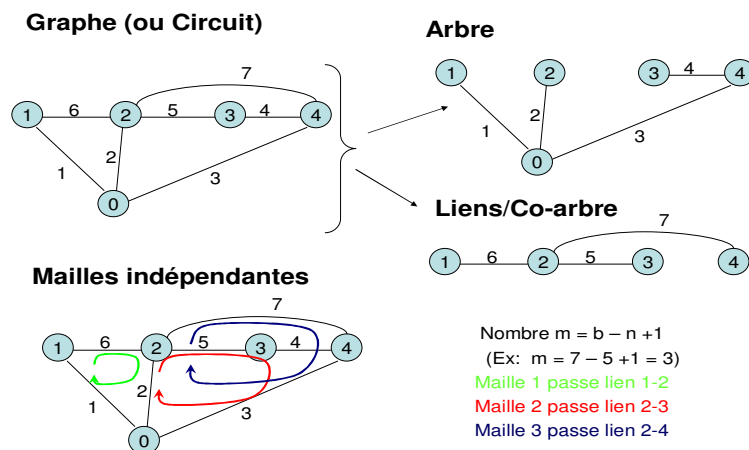 Graphe (ou Circuit)
7
1 6 2 5 3 4 4
2
1
3
0
Arbre
1 2 3 4 4
1 2
3
0
Liens/Co-arbre
7
1 6 2 5 3 4
Mailles indépendantes
7
1 6 2 5 3 4 4
2
1 3
0
Nombre m = b – n +1
(Ex: m = 7 – 5 +1 = 3)
Maille 1 passe lien 1-2
Maille 2 passe lien 2-3
Maille 3 passe lien 2-4